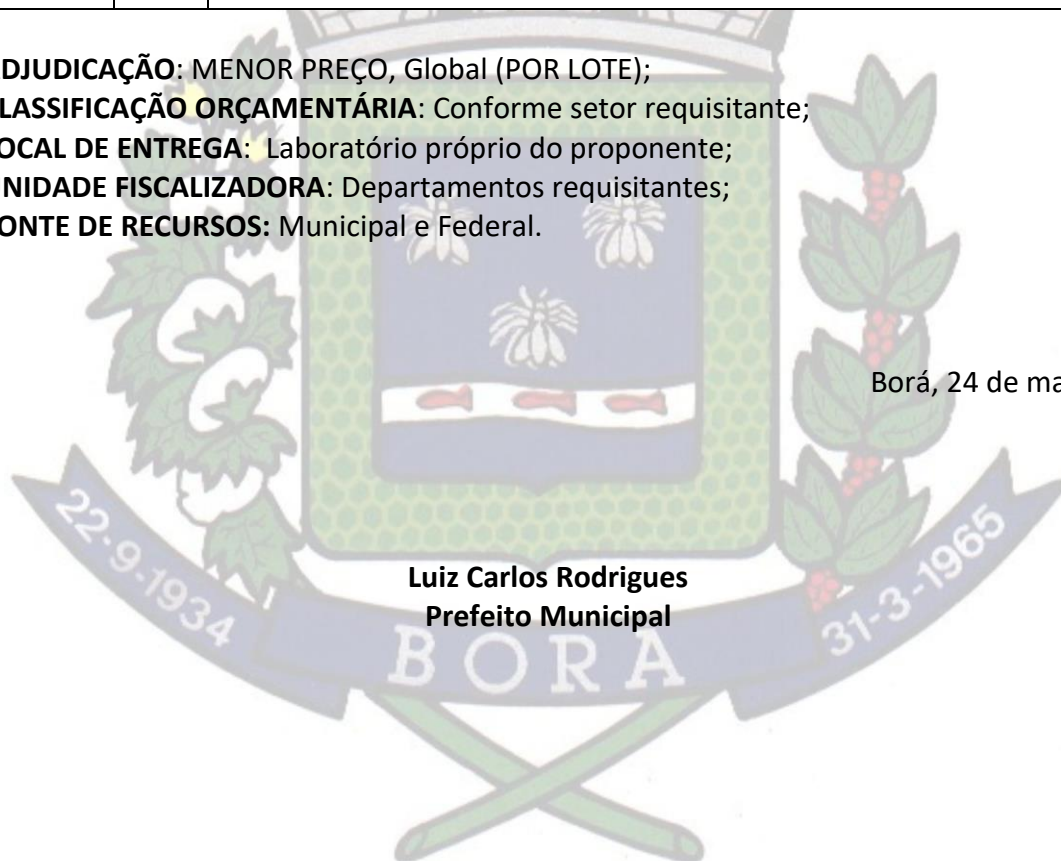 DJUDICAÇÃO: MENOR PREÇO, Global (POR LOTE);
LASSIFICAÇÃO ORÇAMENTÁRIA: Conforme setor requisitante;
OCAL DE ENTREGA: Laboratório próprio do proponente;
NIDADE FISCALIZADORA: Departamentos requisitantes;
ONTE DE RECURSOS: Municipal e Federal.
Borá, 24 de ma
22-9-1934
31-3-1965
Luiz Carlos Rodrigues
Prefeito Municipal
BORÁ